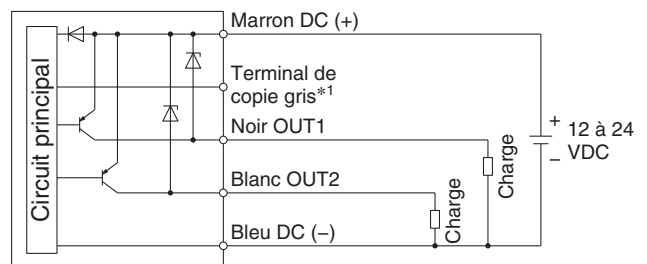 Marron DC (+)
Circuit principal
Terminal de
copie gris*1
Noir OUT1
Blanc OUT2
Bleu DC (−)
Charge
Charge
+
12 à 24
VDC
−